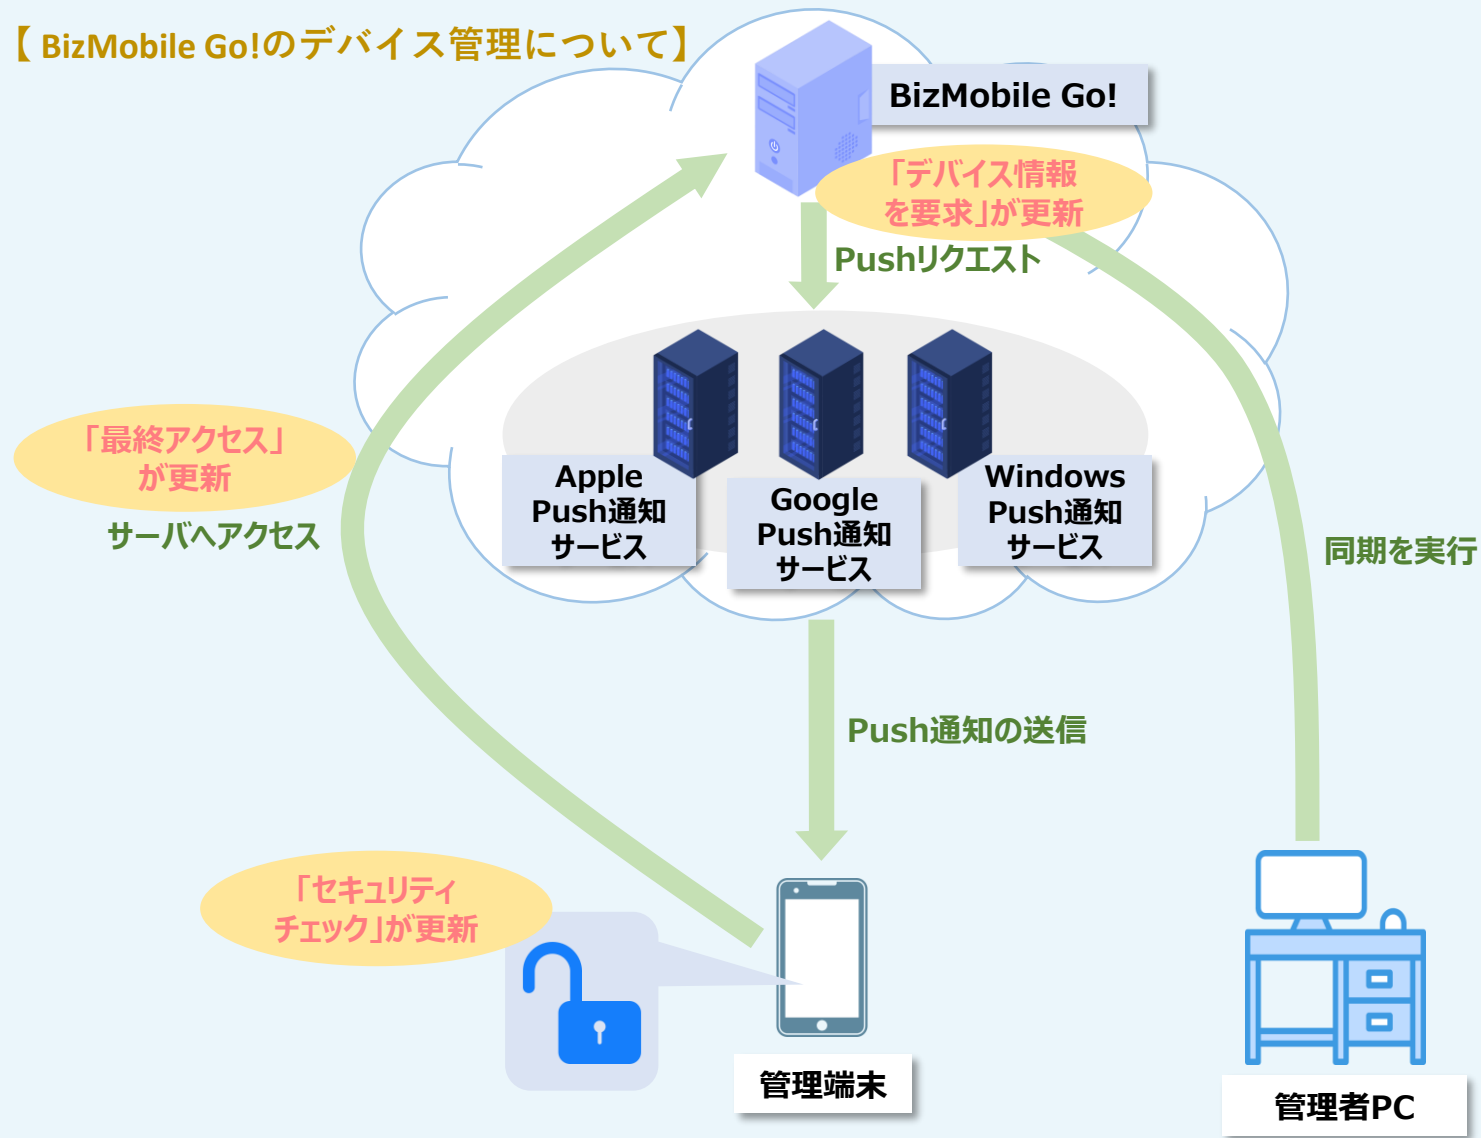 【 BizMobile Go!のデバイス管理について】
BizMobile Go!
「デバイス情報
を要求」が更新
Pushリクエスト
「最終アクセス」
が更新
サーバへアクセス
Apple
Push通知
サービス
Google
Push通知
サービス
Windows
Push通知
サービス
同期を実行
Push通知の送信
「セキュリティ
チェック」が更新
管理端末
管理者PC